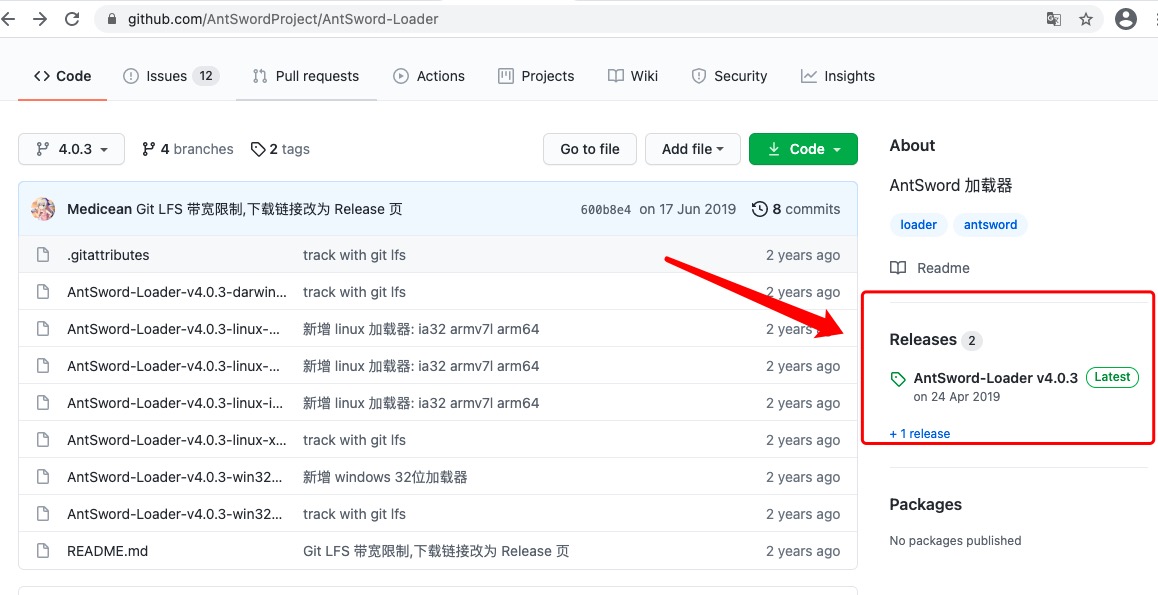 github.com/AntSwordProject/AntSword-Loader
Code
Issues 12
Pull requests
Actions
Projects
Wiki
Security
Insights
4.0.3
4 branches
2 tags
Go to file
Add file
Code
Medicean Git LFS 带宽限制,下载链接改为 Release 页
600b8e4 on 17 Jun 2019
8 commits
.gitattributes
track with git lfs
2 years ago
AntSword-Loader-v4.0.3-darwin...
track with git lfs
2 years ago
AntSword-Loader-v4.0.3-linux-...
新增 linux 加载器: ia32 armv7l arm64
2 years
AntSword-Loader-v4.0.3-linux-...
新增 linux 加载器: ia32 armv7l arm64
2 years ago
AntSword-Loader-v4.0.3-linux-i...
新增 linux 加载器: ia32 armv7l arm64
2 years ago
AntSword-Loader-v4.0.3-linux-x...
track with git lfs
2 years ago
AntSword-Loader-v4.0.3-win32...
新增 windows 32位加载器
2 years ago
AntSword-Loader-v4.0.3-win32...
track with git lfs
2 years ago
README.md
Git LFS 带宽限制,下载链接改为 Release 页
2 years ago
About
AntSword 加载器
loader
antsword
Readme
Releases 2
AntSword-Loader v4.0.3 Latest
on 24 Apr 2019
+ 1 release
Packages
No packages published